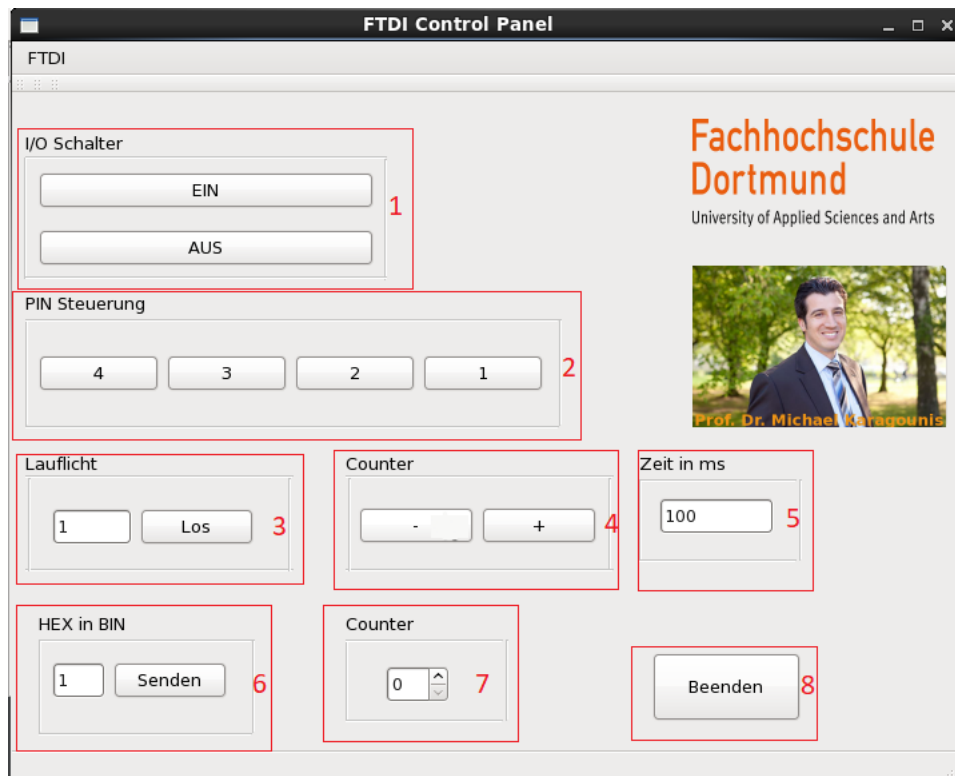 FTDI Control Panel
FTDI
I/O Schalter
EIN
1
AUS
Fachhochschule
Dortmund
University of Applied Sciences and Arts
PIN Steuerung
4 3 2 1
2
Prof. Dr. Michael Karagounis
Lauflicht
1 Los
3
Counter
- +
4
Zeit in ms
100
5
HEX in BIN
1 Senden
6
Counter
0
7
Beenden
8